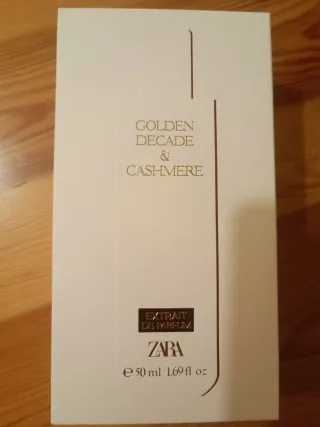 GOLDEN
DECADE
&
CASHMERE
EXTRAIT
DE PARFUM
ZARA
℮ 50 ml 1.69 fl oz